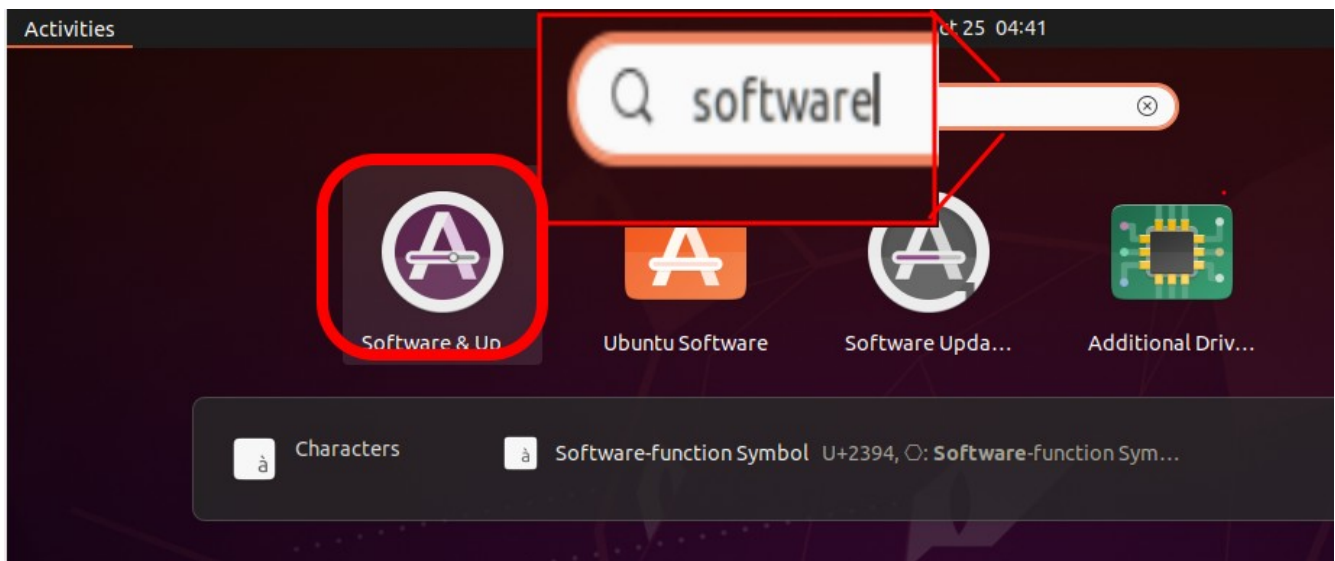 Activities
ct 25 04:41
software
Software & Up
Ubuntu Software
Software Upda...
Additional Driv...
Characters
à
à
Software-function Symbol U+2394, ⎔: Software-function Sym...